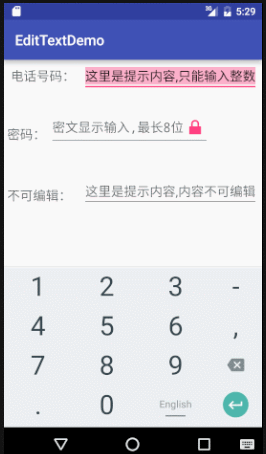 5:29
EditTextDemo
电话号码： 这里是提示内容,只能输入整数
密码： 密文显示输入,最长8位
不可编辑： 这里是提示内容,内容不可编辑
1 2 3 -
4 5 6 ,
7 8 9
. 0 English